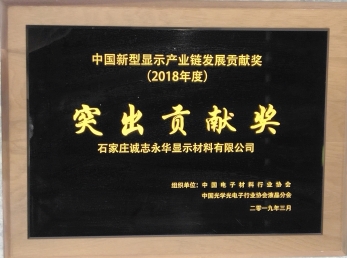 中国新型显示产业链发展贡献奖
(2018年度)
突出贡献奖
石家庄诚志永华显示材料有限公司
组织单位：中国电子材料行业协会
中国光学光电子行业协会液晶分会
二零一九年三月